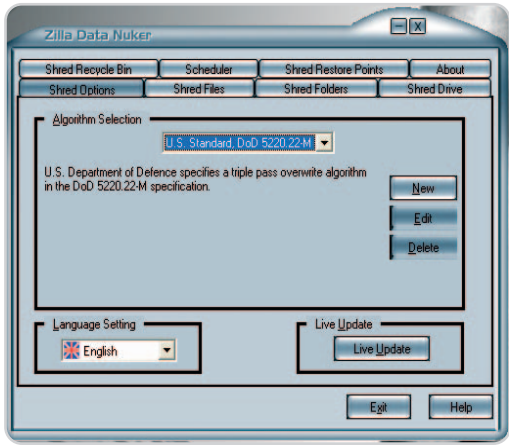 Zilla Data Nuker
Shred Recycle Bin Scheduler Shred Restore Points About
Shred Options Shred Files Shred Folders Shred Drive
Algorithm Selection
U.S. Standard, DoD 5220.22-M
U.S. Department of Defence specifies a triple pass overwrite algorithm
in the DoD 5220.22-M specification.
New
Edit
Delete
Language Setting Live Update
English Live Update
Exit Help